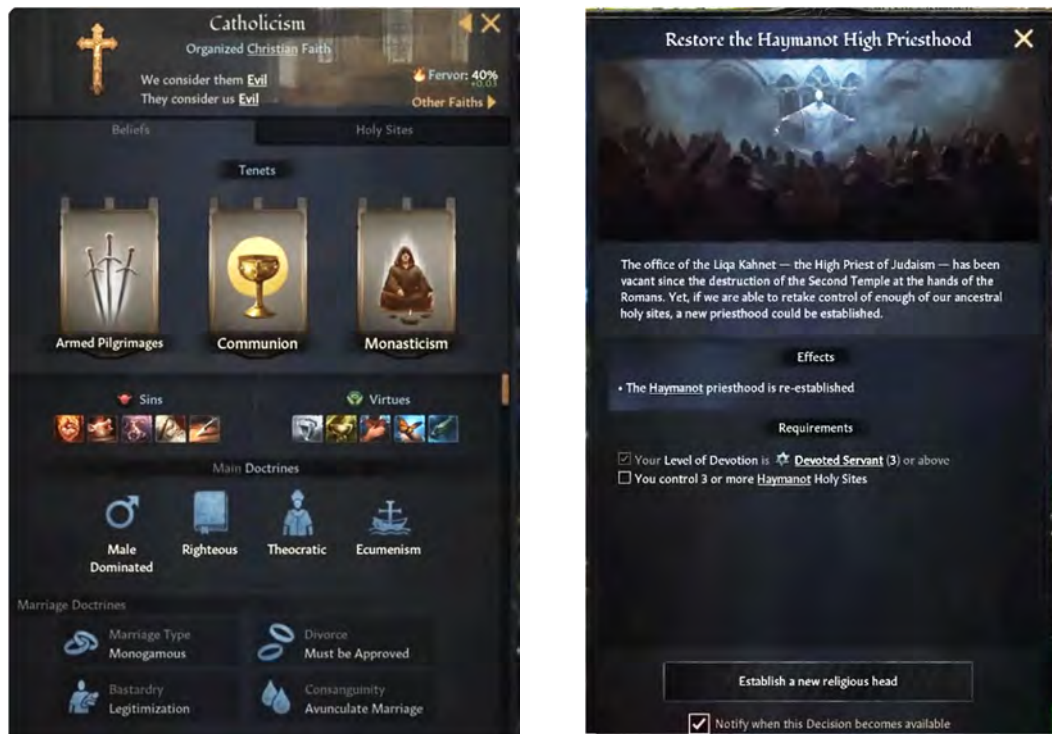 Catholicism
Organized Christian Faith
We consider them Evil
They consider us Evil
Fervor: 40%
+0.03
Other Faiths
Beliefs
Holy Sites
Tenets
Armed Pilgrimages
Communion
Monasticism
Sins
Virtues
Main Doctrines
Male
Dominated
Righteous
Theocratic
Ecumenism
Marriage Doctrines
Marriage Type
Monogamous
Divorce
Must be Approved
Bastardry
Legitimization
Consanguinity
Avunculate Marriage
Restore the Haymanot High Priesthood
The office of the Liqa Kahnet — the High Priest of Judaism — has been
vacant since the destruction of the Second Temple at the hands of the
Romans. Yet, if we are able to retake control of enough of our ancestral
holy sites, a new priesthood could be established.
Effects
• The Haymanot priesthood is re-established
Requirements
Your Level of Devotion is Devoted Servant (3) or above
You control 3 or more Haymanot Holy Sites
Establish a new religious head
Notify when this Decision becomes available